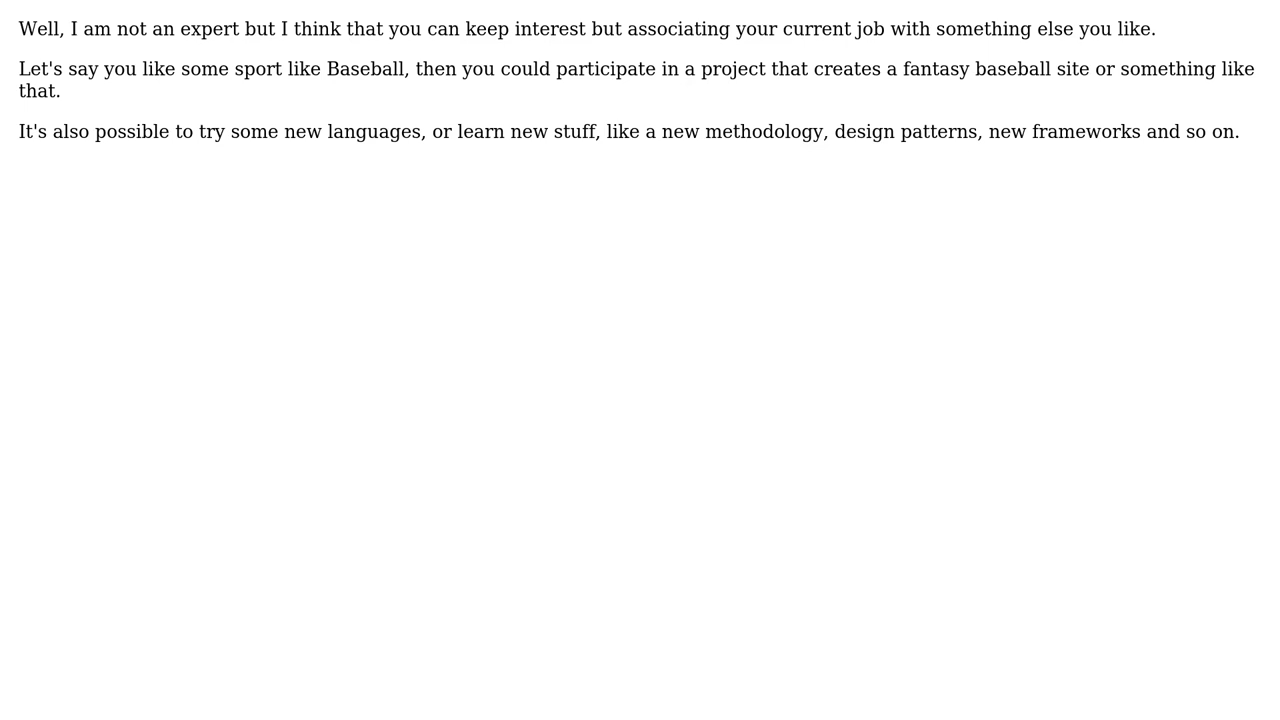 Well, I am not an expert but I think that you can keep interest but associating your current job with something else you like.
Let's say you like some sport like Baseball, then you could participate in a project that creates a fantasy baseball site or something like
that.
It's also possible to try some new languages, or learn new stuff, like a new methodology, design patterns, new frameworks and so on.